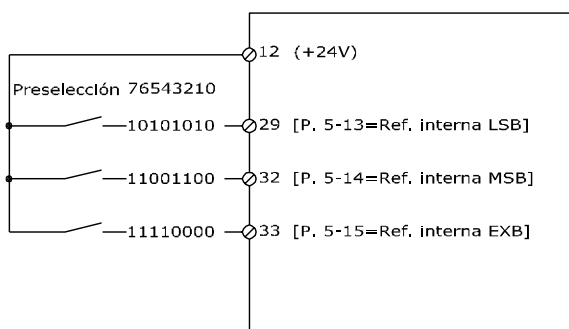 12 (+24V)
Preselección 76543210
10101010 29 [P. 5-13=Ref. interna LSB]
11001100 32 [P. 5-14=Ref. interna MSB]
11110000 33 [P. 5-15=Ref. interna EXB]